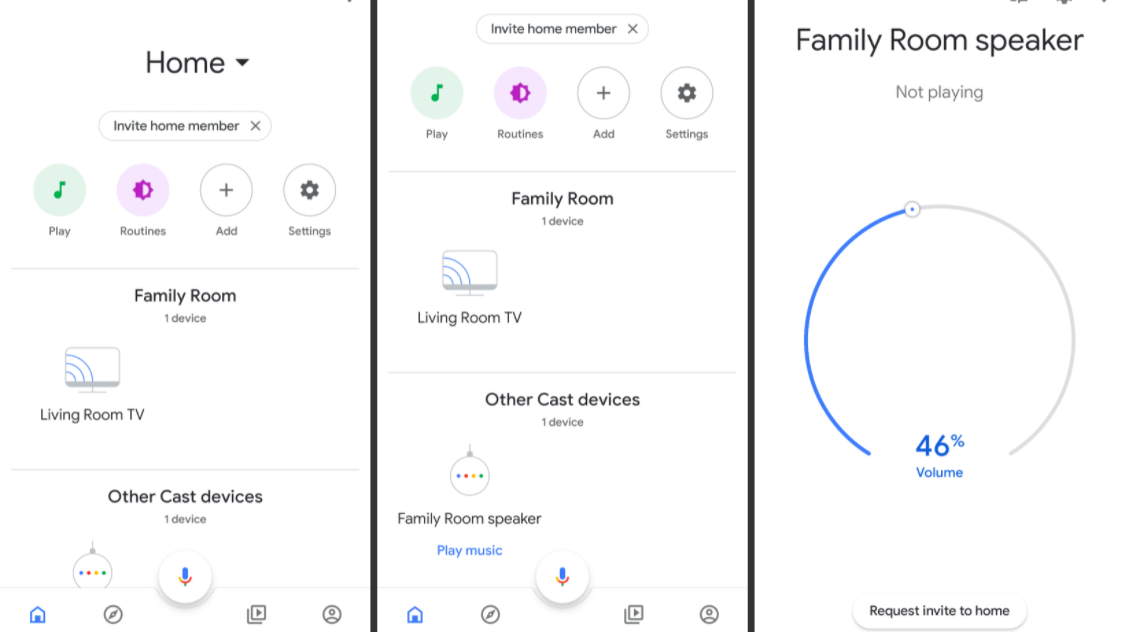 Home
Invite home member
Play
Routines
Add
Settings
Family Room
1 device
Living Room TV
Other Cast devices
1 device
Invite home member
Play
Routines
Add
Settings
Family Room
1 device
Living Room TV
Other Cast devices
1 device
Family Room speaker
Play music
Family Room speaker
Not playing
46%
Volume
Request invite to home